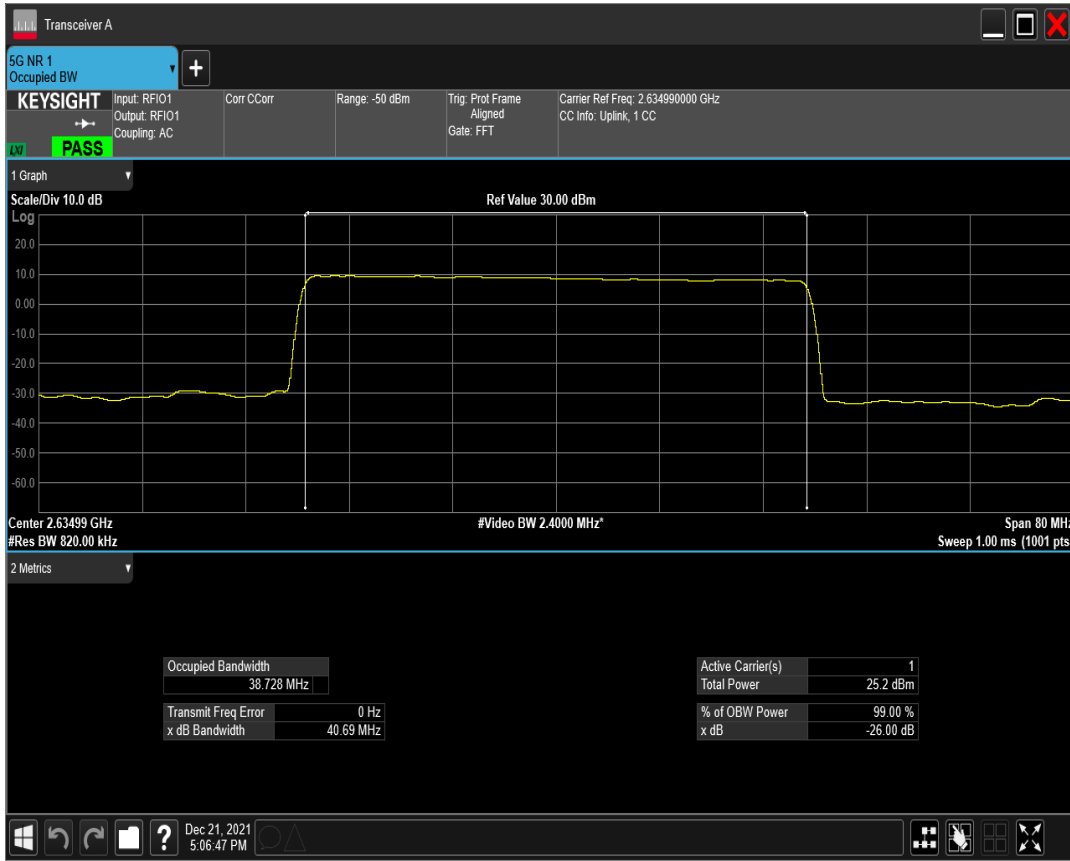 Transceiver A
5G NR 1
Occupied BW
KEYSIGHT
LXI
PASS
Input: RFIO1
Output: RFIO1
Coupling: AC
Corr CCorr
Range: -50 dBm
Trig: Prot Frame
Aligned
Gate: FFT
Carrier Ref Freq: 2.634990000 GHz
CC Info: Uplink, 1 CC
1 Graph
Scale/Div 10.0 dB
Ref Value 30.00 dBm
Log
20.0
10.0
0.00
-10.0
-20.0
-30.0
-40.0
-50.0
-60.0
Center 2.63499 GHz
#Video BW 2.4000 MHz*
Span 80 MHz
#Res BW 820.00 kHz
Sweep 1.00 ms (1001 pts
2 Metrics
Occupied Bandwidth
38.728 MHz
Transmit Freq Error 0 Hz
x dB Bandwidth 40.69 MHz
Active Carrier(s) 1
Total Power 25.2 dBm
% of OBW Power 99.00 %
x dB -26.00 dB
?
Dec 21, 2021
5:06:47 PM